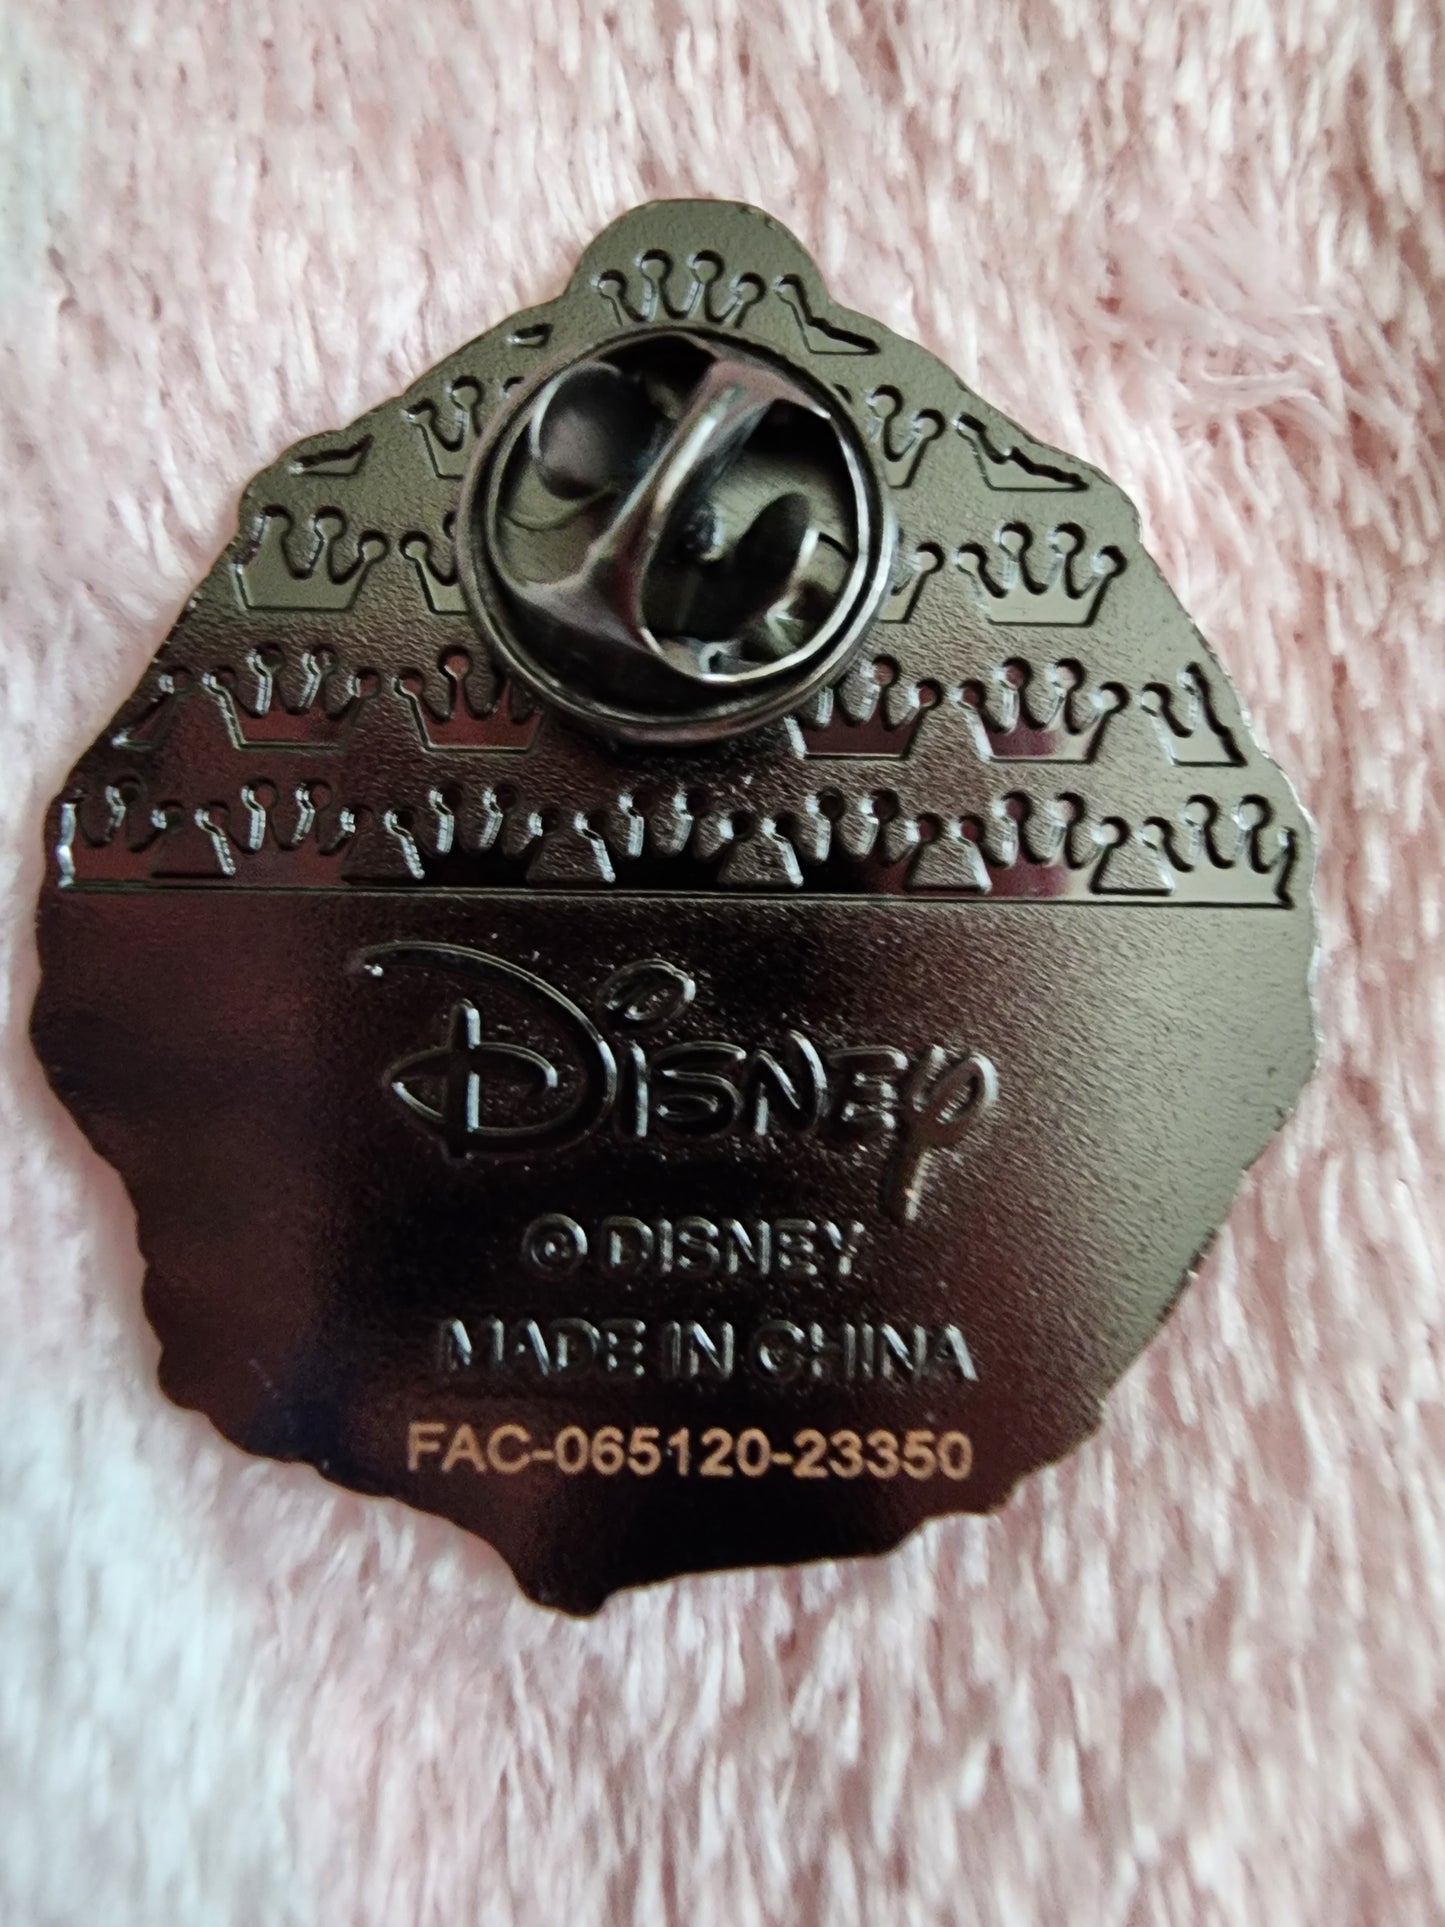 Disney
© DISNEY
MADE IN CHINA
FAC-065120-23350